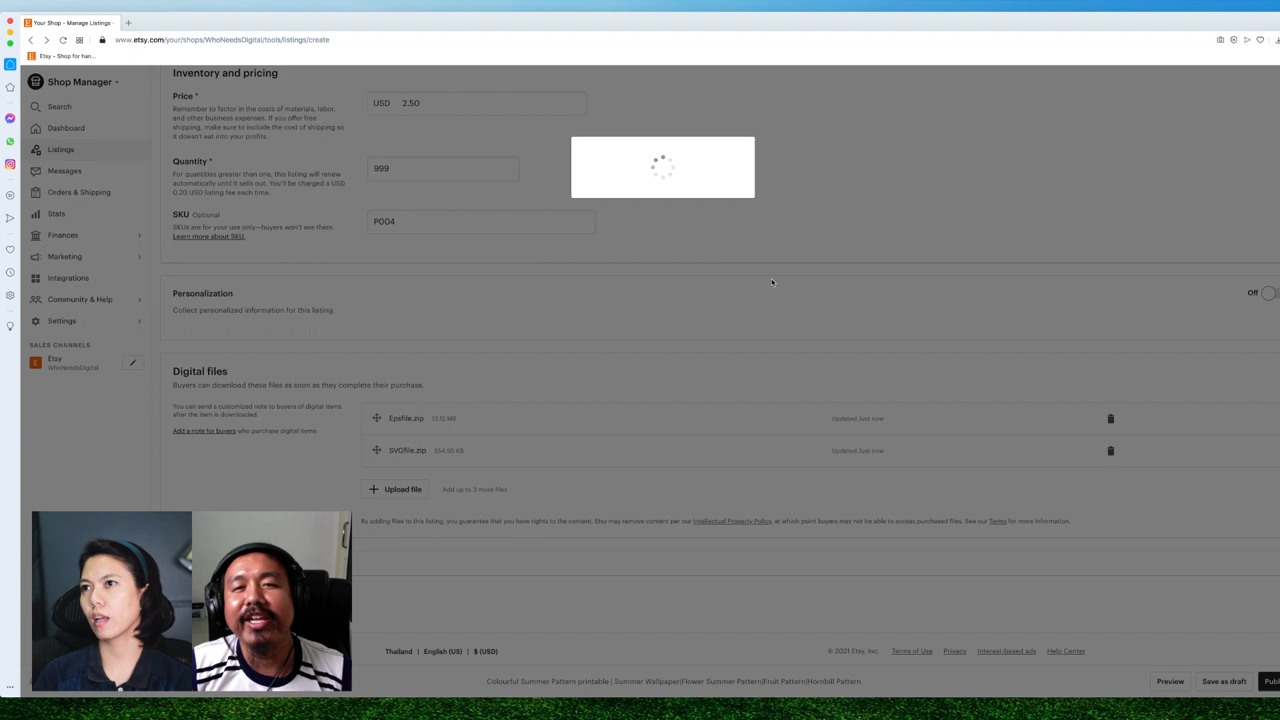 Your Shop - Manage Listings -
www.etsy.com/your/shops/WhoNeedsDigital/tools/listings/create
Etsy - Shop for han...
Shop Manager
Search
Dashboard
Listings
Messages
Orders & Shipping
Stats
Finances
Marketing
Integrations
Community & Help
Settings
SALES CHANNELS
Etsy
WhoNeedsDigital
Inventory and pricing
Price *
Remember to factor in the costs of materials, labor,
and other business expenses. If you offer free
shipping, make sure to include the cost of shipping so
it doesn't eat into your profits.
USD 2.50
Quantity *
For quantities greater than one, this listing will renew
automatically until it sells out. You'll be charged a USD
0.20 USD listing fee each time.
999
SKU Optional
SKUs are for your use only—buyers won't see them.
Learn more about SKU.
P004
Personalization
Collect personalized information for this listing.
Off
Digital files
Buyers can download these files as soon as they complete their purchase.
You can send a customized note to buyers of digital items
after the item is downloaded.
Add a note for buyers who purchase digital items
Epsfile.zip 13.12 MB Updated Just now
SVGfile.zip 554.95 KB Updated Just now
Upload file Add up to 3 more files
By adding files to this listing, you guarantee that you have rights to the content. Etsy may remove content per our Intellectual Property Policy, at which point buyers may not be able to access purchased files. See our Terms for more information.
Thailand | English (US) | $ (USD)
© 2021 Etsy, Inc. Terms of Use Privacy Interest-based ads Help Center
Colourful Summer Pattern printable | Summer Wallpaper|Flower Summer Pattern|Fruit Pattern|Hornbill Pattern
Preview
Save as draft
Publ